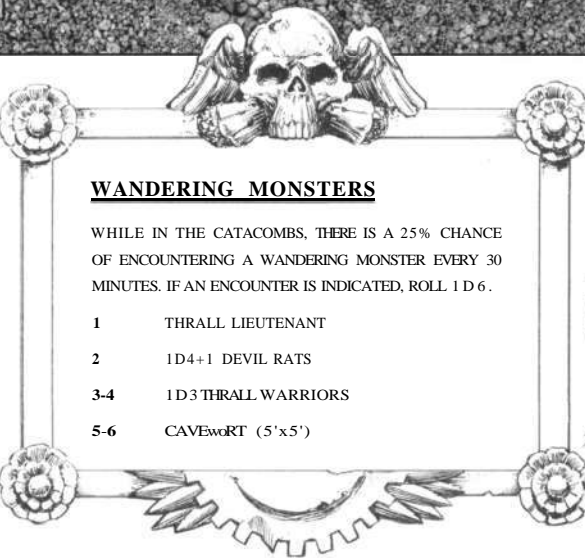 WANDERING MONSTERS
WHILE IN THE CATACOMBS, THERE IS A 25% CHANCE
OF ENCOUNTERING A WANDERING MONSTER EVERY 30
MINUTES. IF AN ENCOUNTER IS INDICATED, ROLL 1D6.
1 THRALL LIEUTENANT
2 1D4+1 DEVIL RATS
3-4 1D3 THRALL WARRIORS
5-6 CAVEwoRT (5'x5')